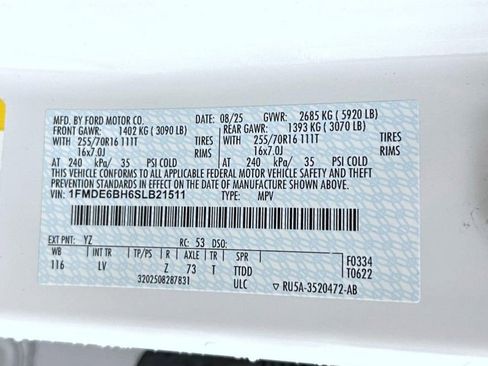 MFD. BY FORD MOTOR CO. 08/25 GVWR: 2685 KG ( 5920 LB)
FRONT GAWR: 1402 KG ( 3090 LB) REAR GAWR: 1393 KG ( 3070 LB)
WITH 255/70R16 111T TIRES WITH 255/70R16 111T TIRES
16x7.0J RIMS 16x7.0J RIMS
AT 240 kPa/ 35 PSI COLD AT 240 kPa/ 35 PSI COLD
THIS VEHICLE CONFORMS TO ALL APPLICABLE FEDERAL MOTOR VEHICLE SAFETY AND THEFT
PREVENTION STANDARDS IN EFFECT ON THE DATE OF MANUFACTURE SHOWN ABOVE.
VIN: 1FMDE6BH6SLB21511 TYPE: MPV
EXT PNT: YZ RC: 53 DSO:
WB INT TR TP/PS R AXLE TR SPR F0334
116 LV Z 73 T TTDD T0622
3202508287831 ULC ▽ RU5A-3520472-AB